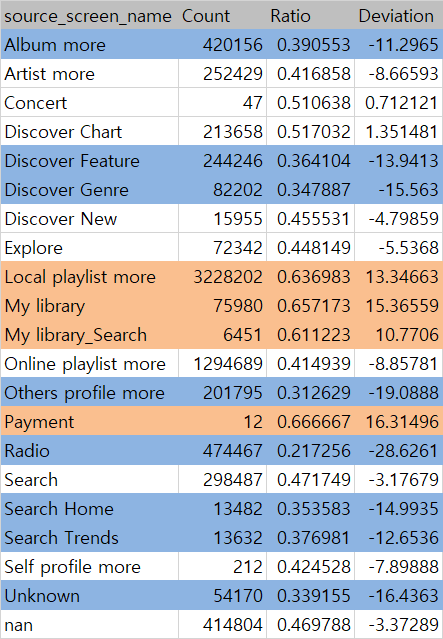 source_screen_name Count Ratio Deviation
Album more 420156 0.390553 -11.2965
Artist more 252429 0.416858 -8.66593
Concert 47 0.510638 0.712121
Discover Chart 213658 0.517032 1.351481
Discover Feature 244246 0.364104 -13.9413
Discover Genre 82202 0.347887 -15.563
Discover New 15955 0.455531 -4.79859
Explore 72342 0.448149 -5.5368
Local playlist more 3228202 0.636983 13.34663
My library 75980 0.657173 15.36559
My library_Search 6451 0.611223 10.7706
Online playlist more 1294689 0.414939 -8.85781
Others profile more 201795 0.312629 -19.0888
Payment 12 0.666667 16.31496
Radio 474467 0.217256 -28.6261
Search 298487 0.471749 -3.17679
Search Home 13482 0.353583 -14.9935
Search Trends 13632 0.376981 -12.6536
Self profile more 212 0.424528 -7.89888
Unknown 54170 0.339155 -16.4363
nan 414804 0.469788 -3.37289